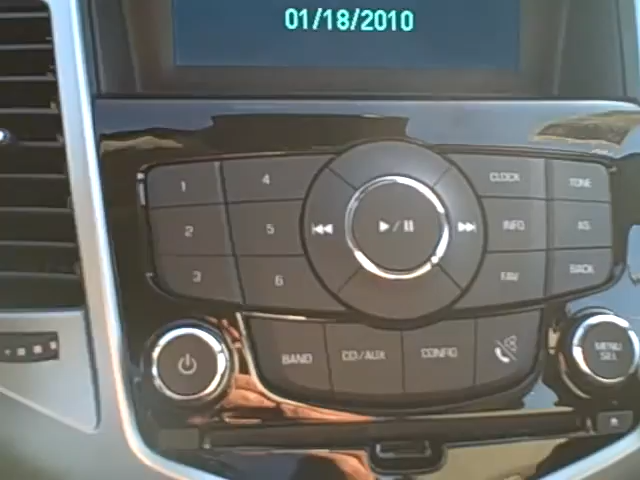 01/18/2010
1 4 CLOCK TONE
2 5 INFO AS
3 6 FAV BACK
BAND CD/AUX CONFIG MENU
SEL